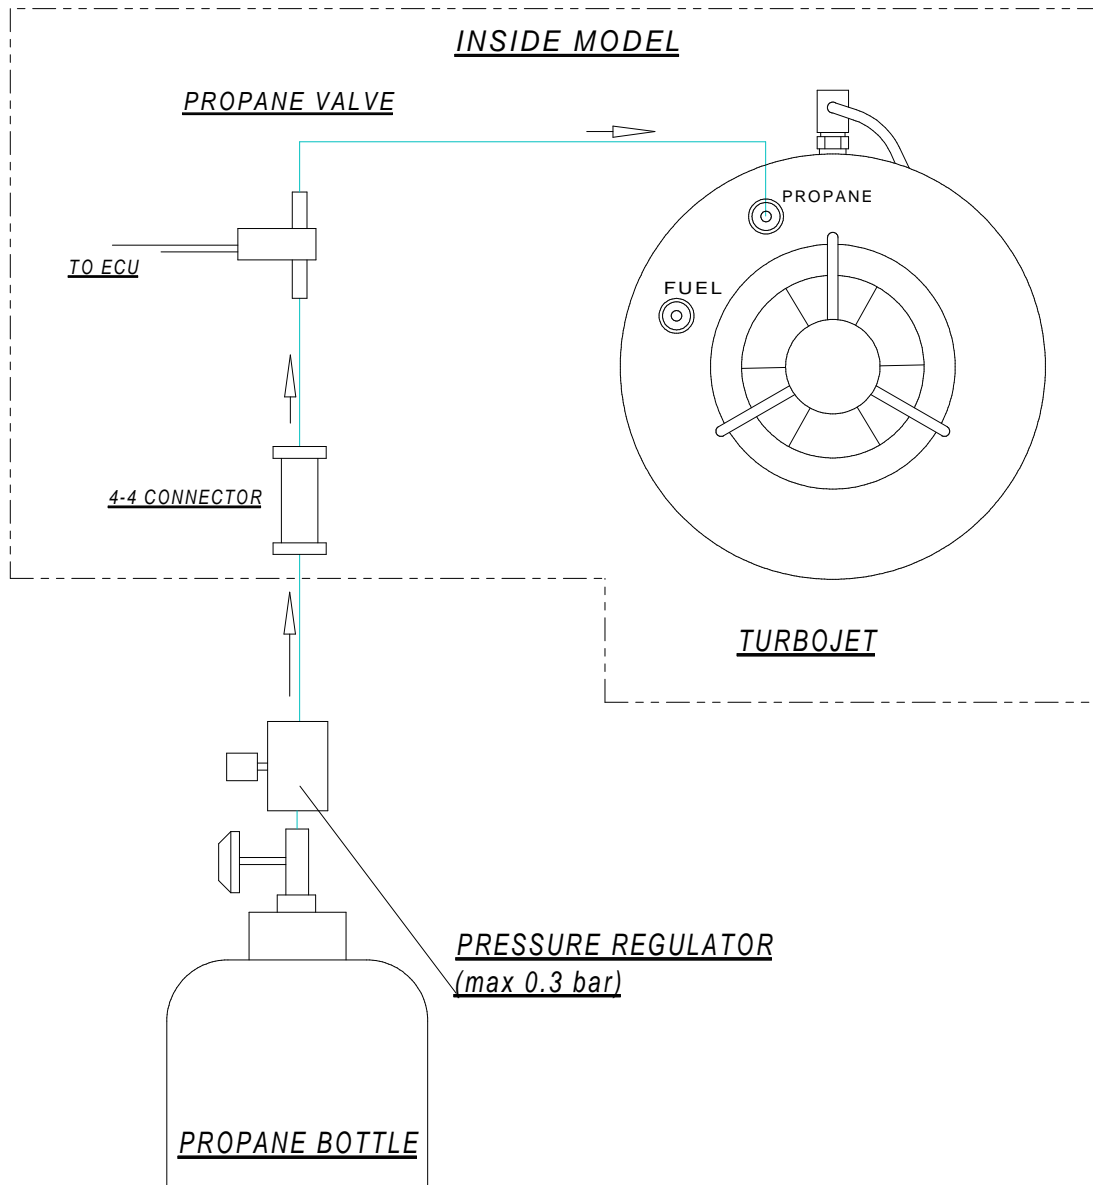 INSIDE MODEL
PROPANE VALVE
PROPANE
TO ECU
FUEL
4-4 CONNECTOR
TURBOJET
PRESSURE REGULATOR
(max 0.3 bar)
PROPANE BOTTLE